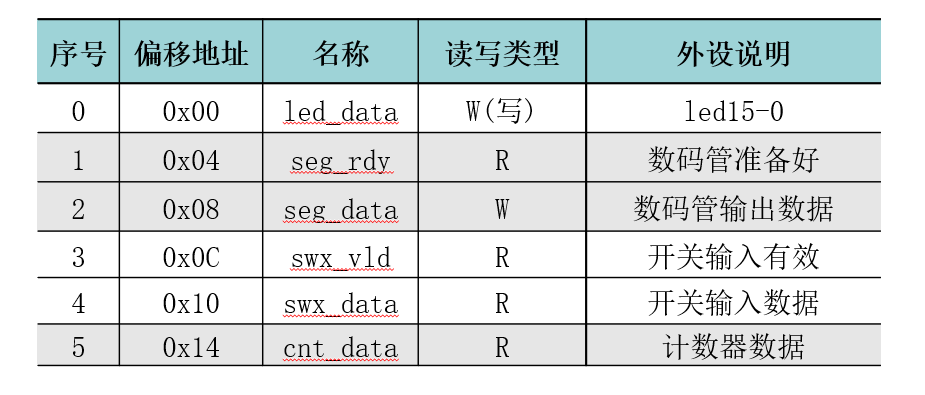 序号 偏移地址 名称 读写类型 外设说明
0 0x00 led_data W(写) led15-0
1 0x04 seg_rdy R 数码管准备好
2 0x08 seg_data W 数码管输出数据
3 0x0C swx_vld R 开关输入有效
4 0x10 swx_data R 开关输入数据
5 0x14 cnt_data R 计数器数据